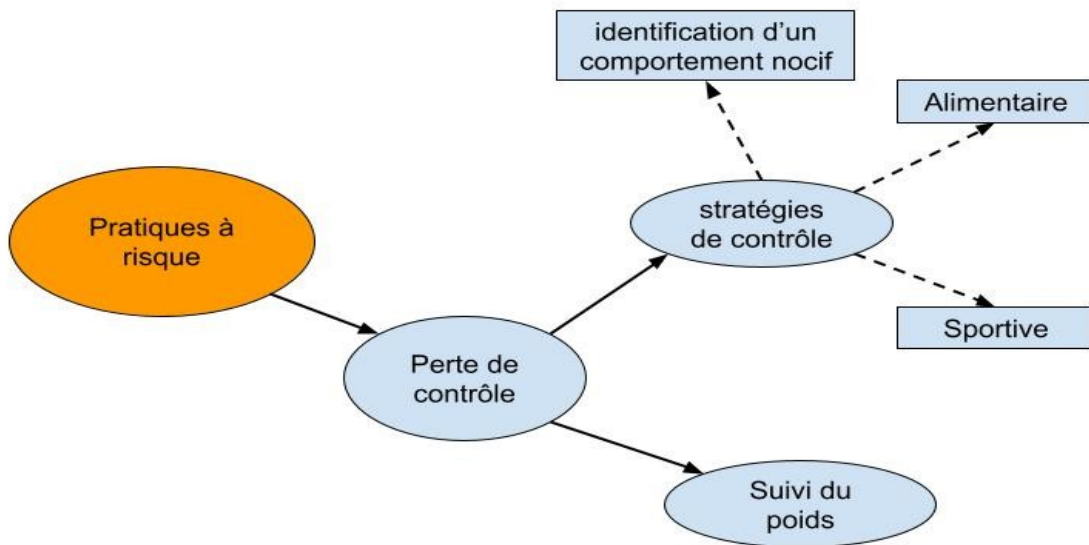 identification d'un
comportement nocif
Alimentaire
Pratiques à
risque
stratégies
de contrôle
Sportive
Perte de
contrôle
Suivi du
poids